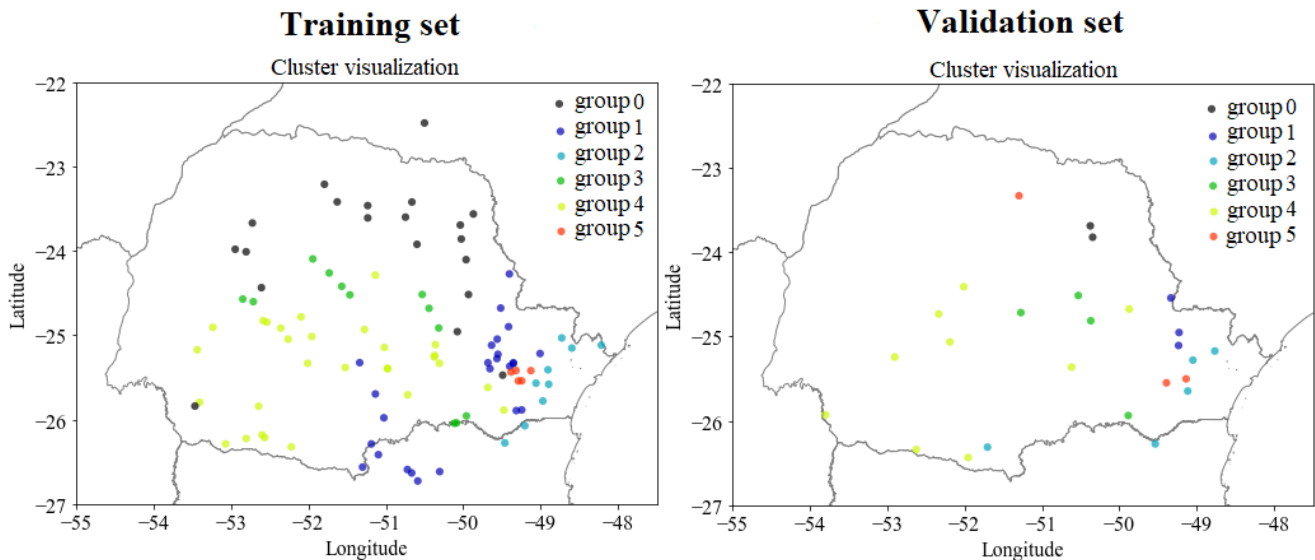 Training set
Cluster visualization
−22
−23
−24
−25
−26
−27
Latitude
group 0
group 1
group 2
group 3
group 4
group 5
−55 −54 −53 −52 −51 −50 −49 −48
Longitude
Validation set
Cluster visualization
−22
−23
−24
−25
−26
−27
Latitude
group 0
group 1
group 2
group 3
group 4
group 5
−55 −54 −53 −52 −51 −50 −49 −48
Longitude